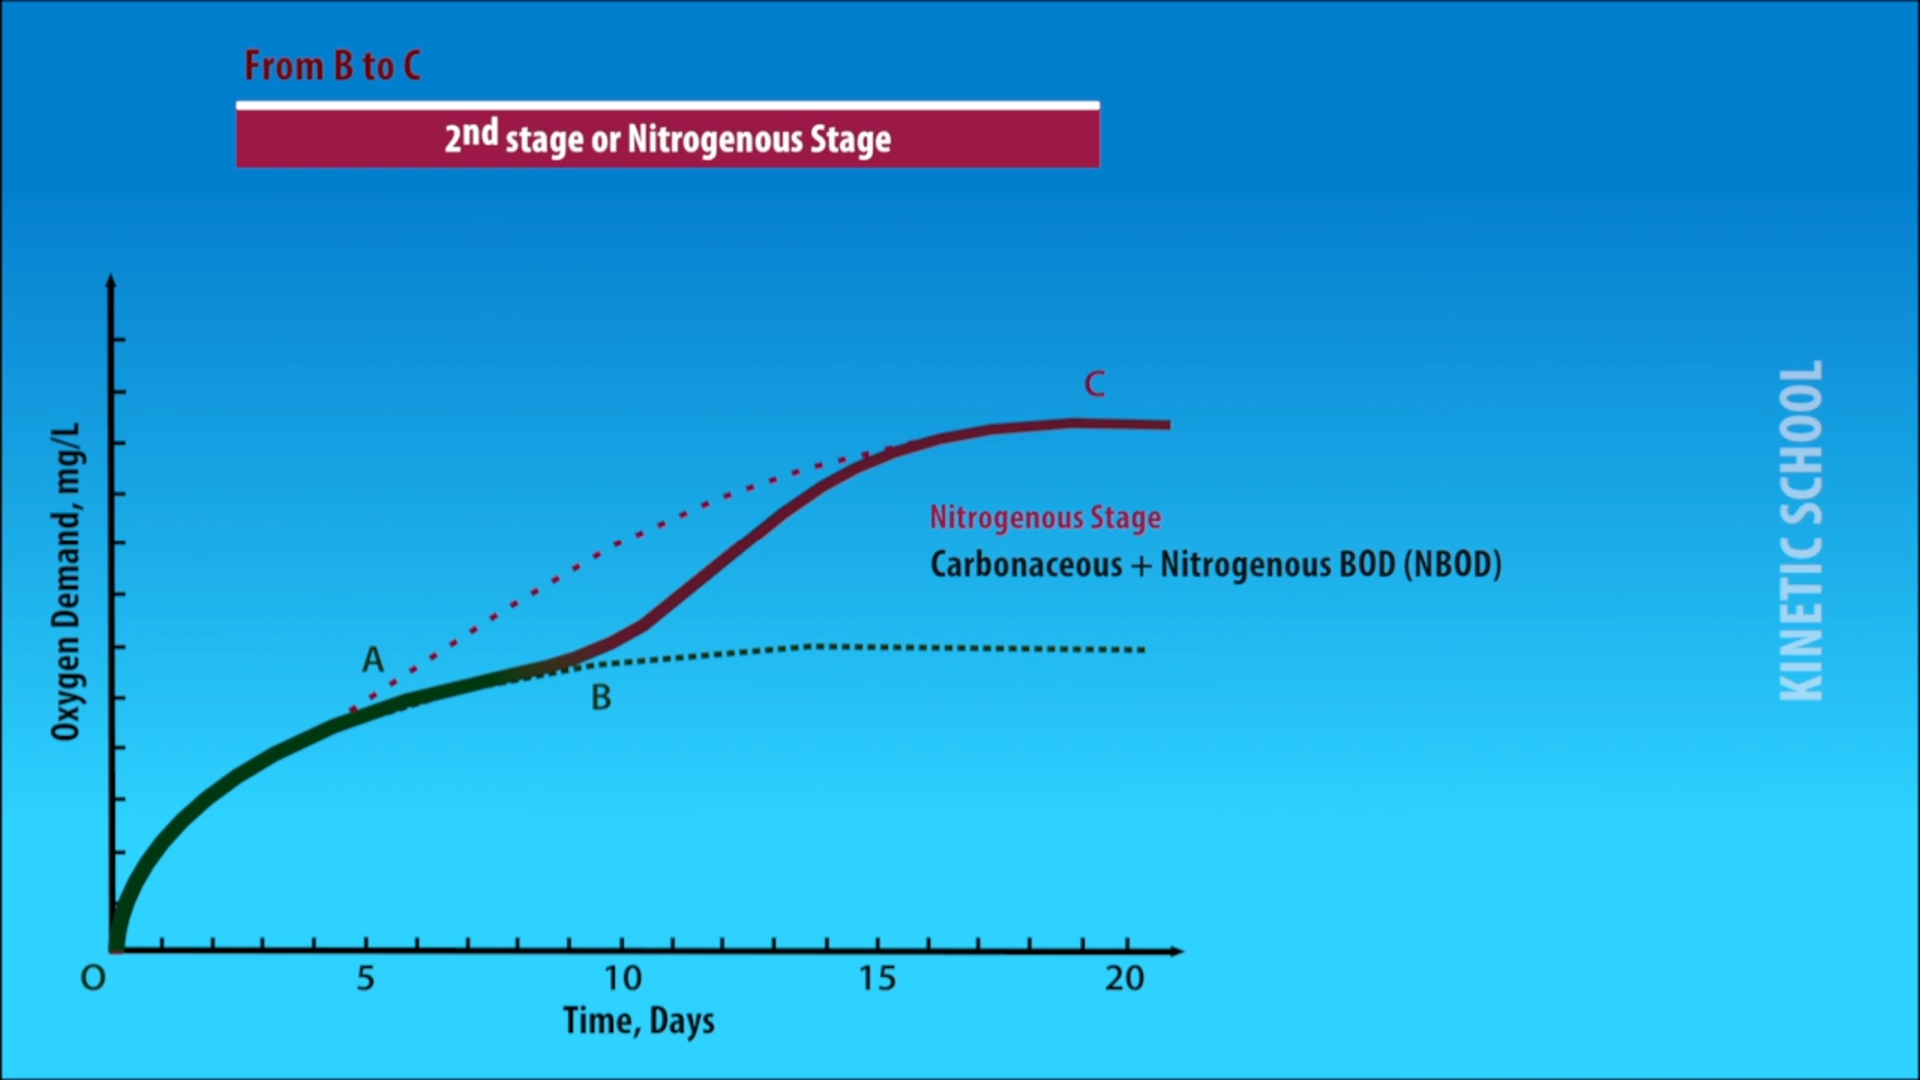 From B to C
2nd stage or Nitrogenous Stage
C
Nitrogenous Stage
Carbonaceous + Nitrogenous BOD (NBOD)
A
B
Oxygen Demand, mg/L
O
5
10
15
20
Time, Days
KINETIC SCHOOL